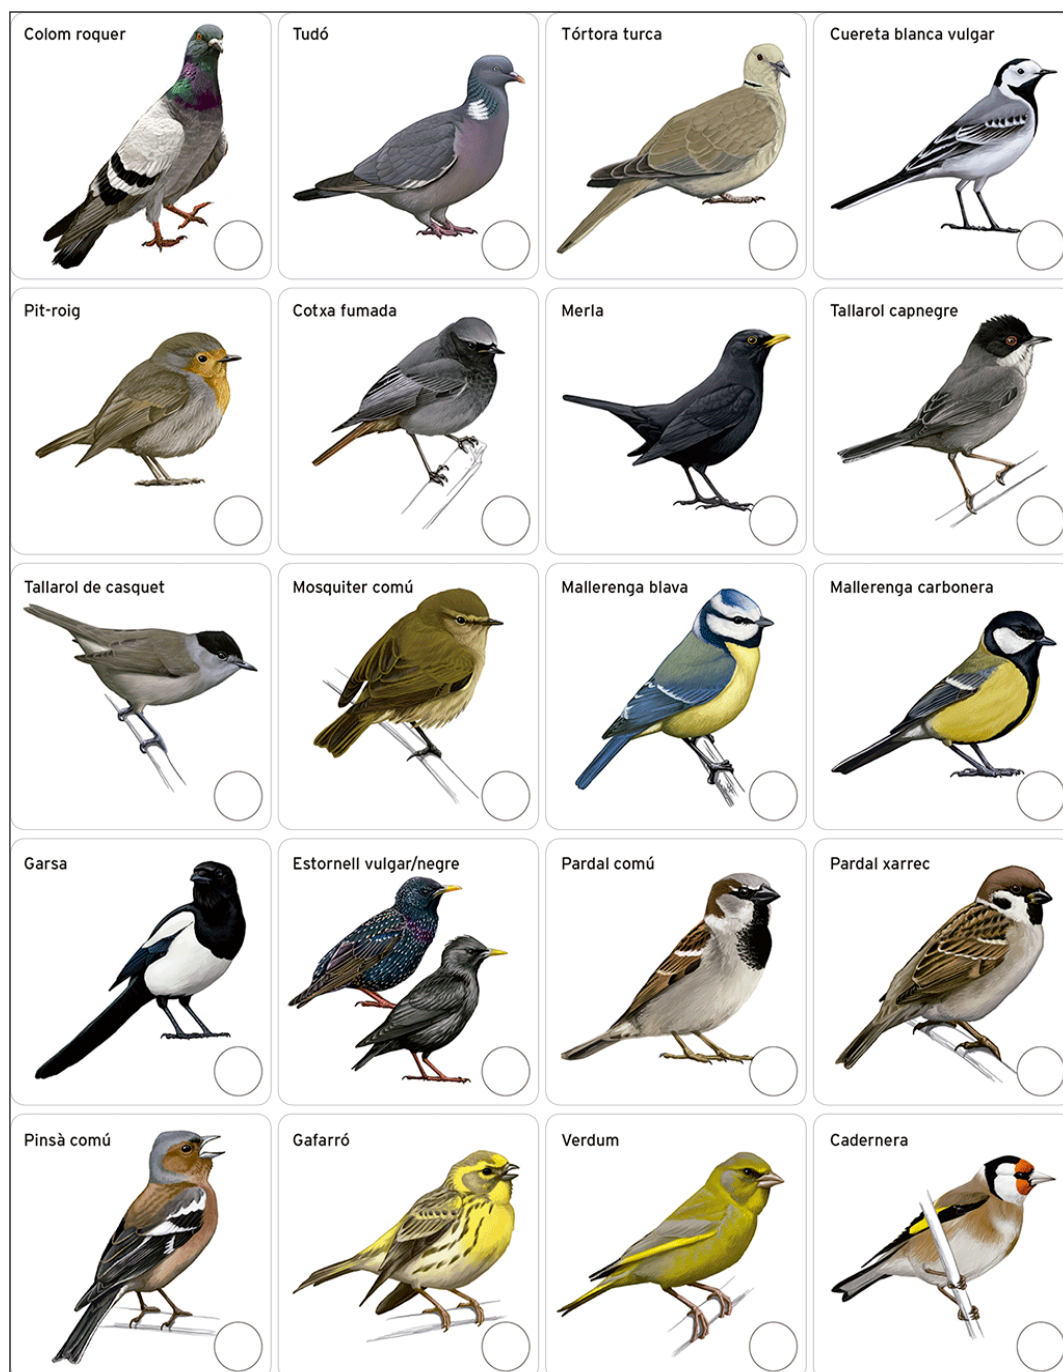 Colom roquer
Tudó
Tórtora turca
Cuereta blanca vulgar
Pit-roig
Cotxa fumada
Merla
Tallarol capnegre
Tallarol de casquet
Mosquiter comú
Mallerenga blava
Mallerenga carbonera
Garsa
Estornell vulgar/negre
Pardal comú
Pardal xarrec
Pinsà comú
Gafarró
Verdum
Cadernera